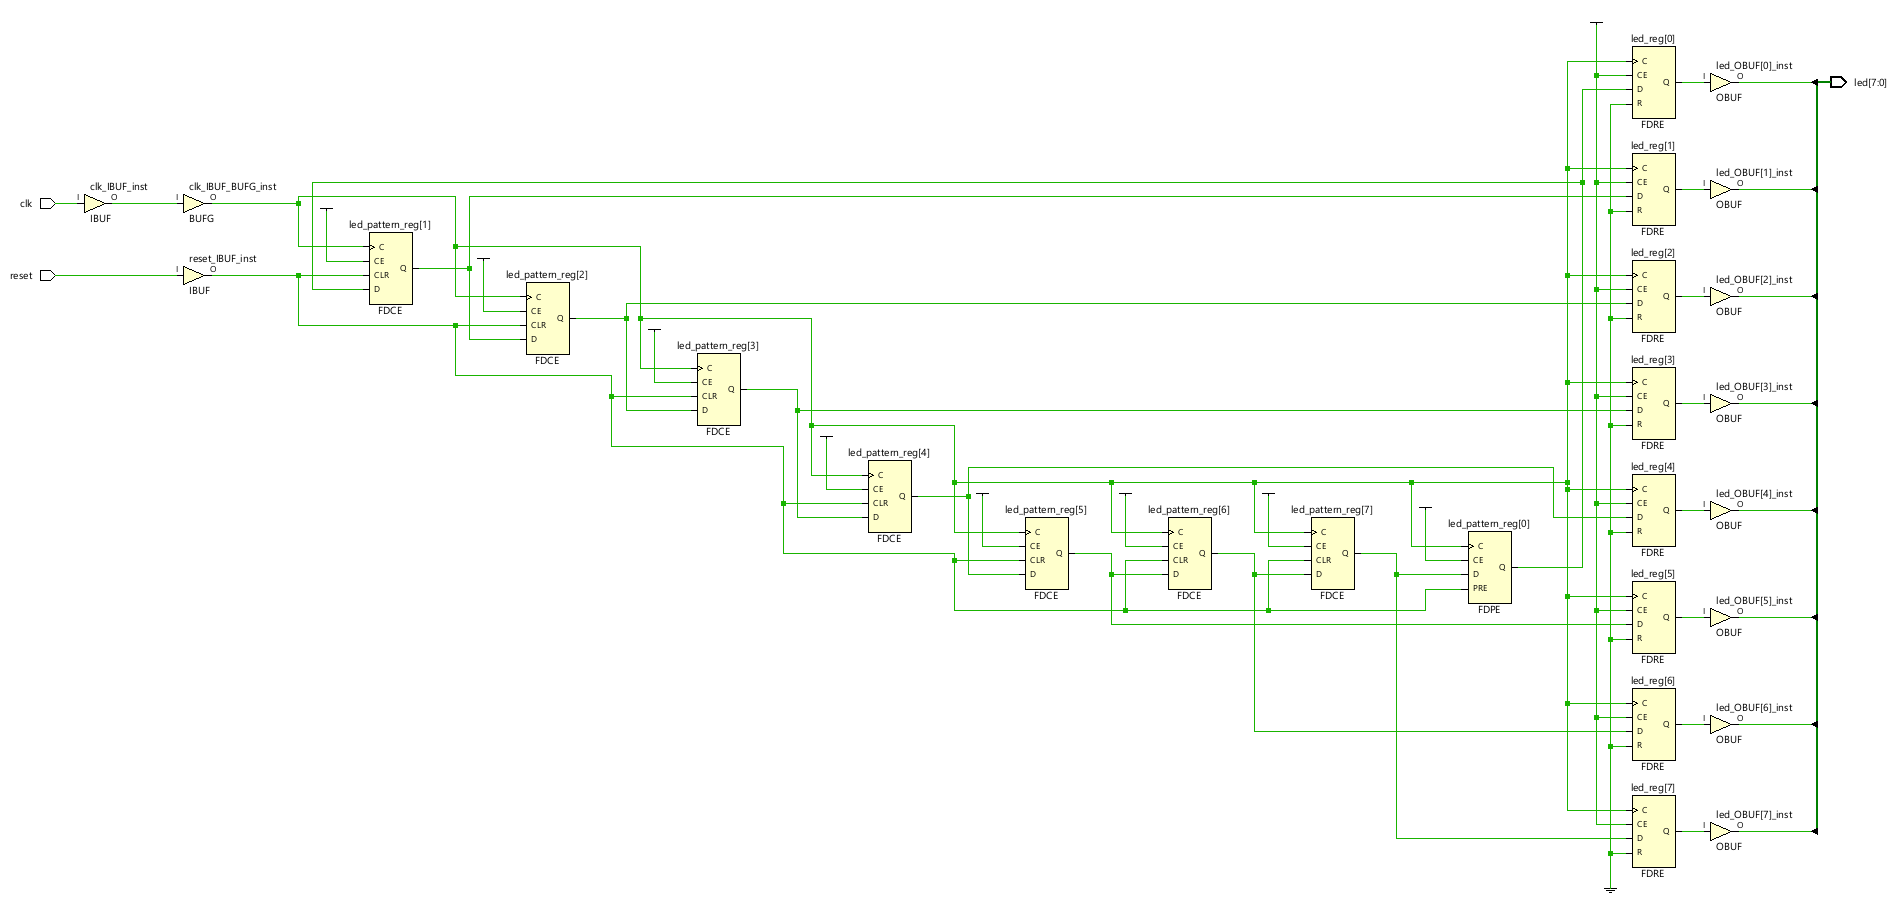 clk
clk_IBUF_inst
I
O
IBUF
clk_IBUF_BUFG_inst
I
O
BUFG
reset
reset_IBUF_inst
I
O
IBUF
led_pattern_reg[1]
C
CE
CLR
D
Q
FDCE
led_pattern_reg[2]
C
CE
CLR
D
Q
FDCE
led_pattern_reg[3]
C
CE
CLR
D
Q
FDCE
led_pattern_reg[4]
C
CE
CLR
D
Q
FDCE
led_pattern_reg[5]
C
CE
CLR
D
Q
FDCE
led_pattern_reg[6]
C
CE
CLR
D
Q
FDCE
led_pattern_reg[7]
C
CE
CLR
D
Q
FDCE
led_pattern_reg[0]
C
CE
D
PRE
Q
FDPE
led_reg[0]
C
CE
D
R
Q
FDRE
led_OBUF[0]_inst
I
O
OBUF
led[7:0]
led_reg[1]
C
CE
D
R
Q
FDRE
led_OBUF[1]_inst
I
O
OBUF
led_reg[2]
C
CE
D
R
Q
FDRE
led_OBUF[2]_inst
I
O
OBUF
led_reg[3]
C
CE
D
R
Q
FDRE
led_OBUF[3]_inst
I
O
OBUF
led_reg[4]
C
CE
D
R
Q
FDRE
led_OBUF[4]_inst
I
O
OBUF
led_reg[5]
C
CE
D
R
Q
FDRE
led_OBUF[5]_inst
I
O
OBUF
led_reg[6]
C
CE
D
R
Q
FDRE
led_OBUF[6]_inst
I
O
OBUF
led_reg[7]
C
CE
D
R
Q
FDRE
led_OBUF[7]_inst
I
O
OBUF